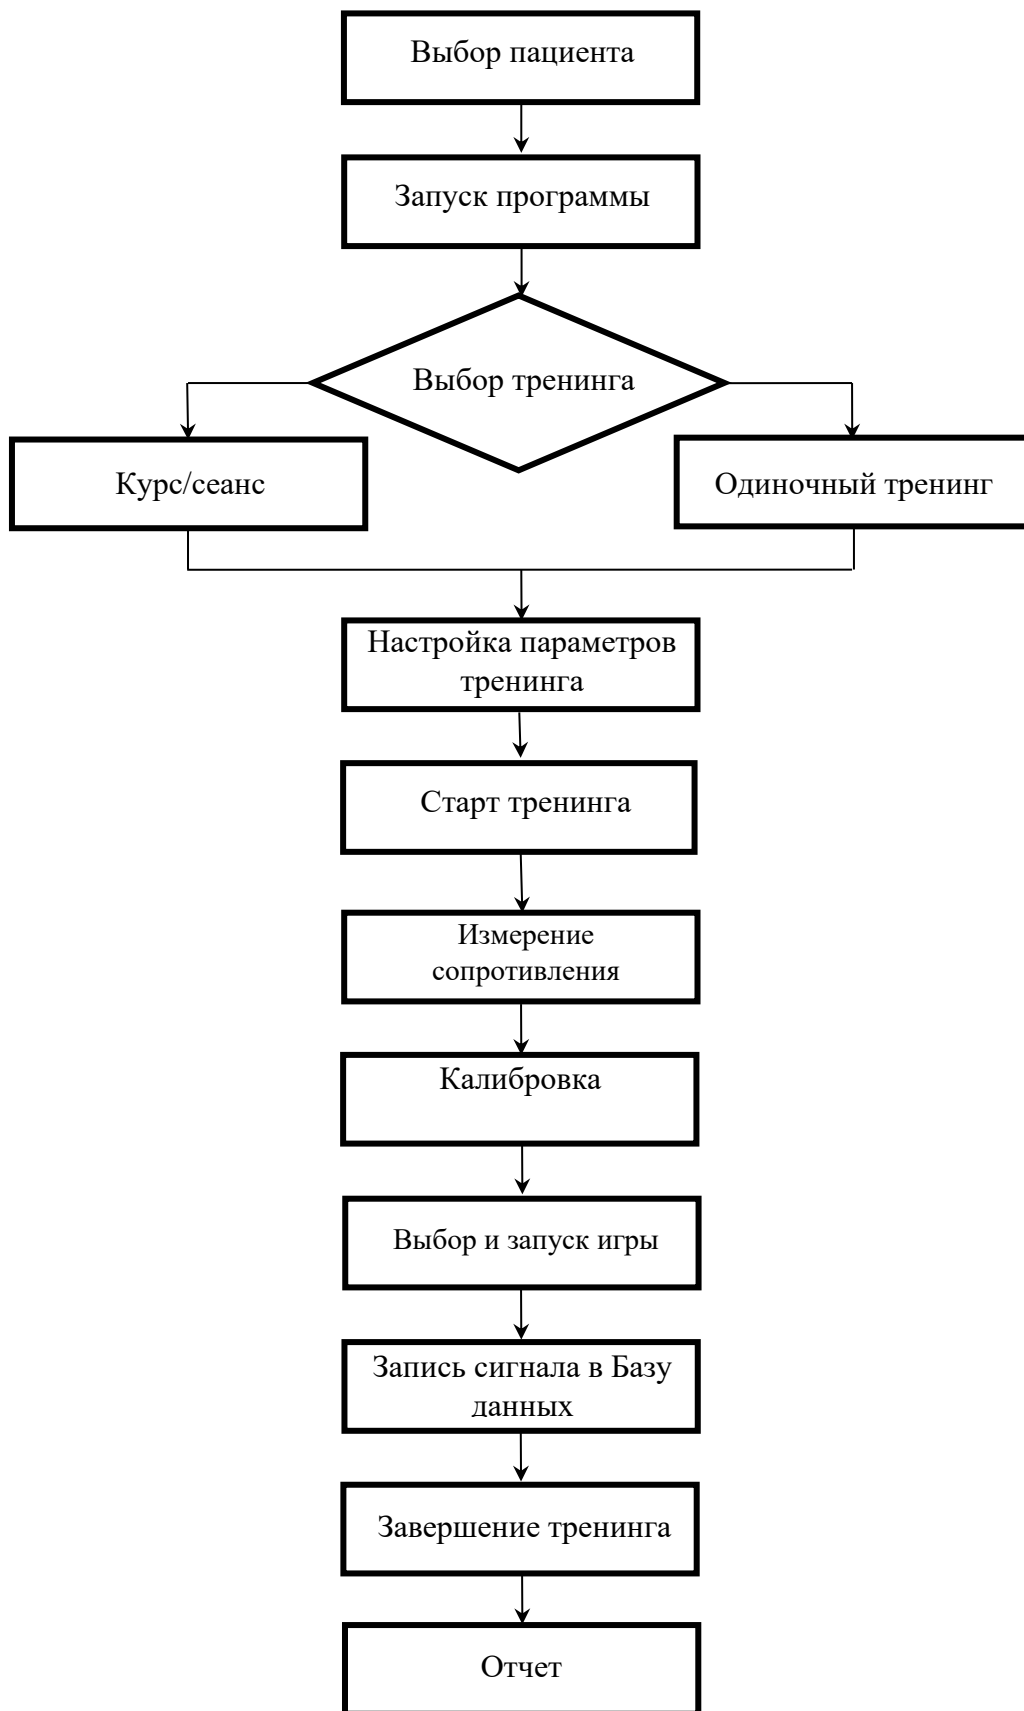 Выбор пациента
Запуск программы
Выбор тренинга
Курс/сеанс
Одиночный тренинг
Настройка параметров
тренинга
Старт тренинга
Измерение
сопротивления
Калибровка
Выбор и запуск игры
Запись сигнала в Базу
данных
Завершение тренинга
Отчет